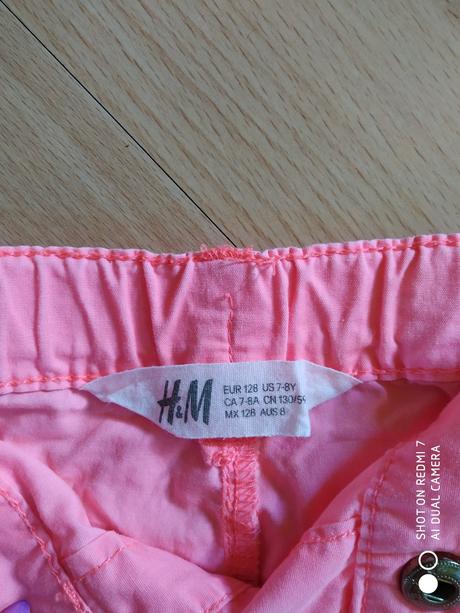 H&M
EUR 128 US 7-8Y
CA 7-8A CN 130/59
MX 128 AUS 8
SHOT ON REDMI 7
AI DUAL CAMERA